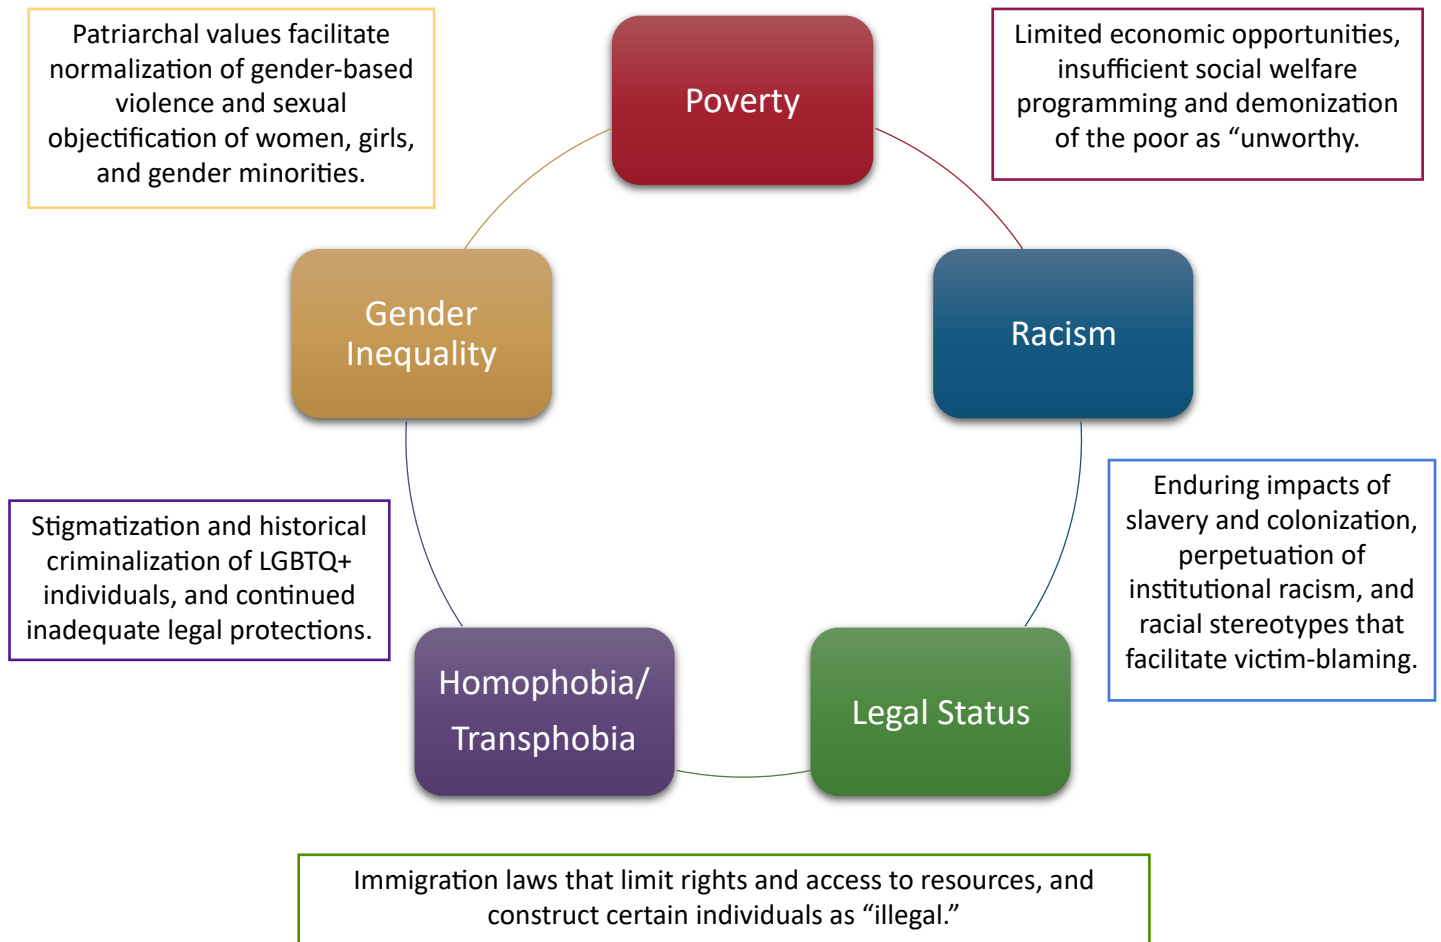 Patriarchal values facilitate
normalization of gender-based
violence and sexual
objectification of women, girls,
and gender minorities.
Poverty
Limited economic opportunities,
insufficient social welfare
programming and demonization
of the poor as “unworthy.
Gender
Inequality
Racism
Stigmatization and historical
criminalization of LGBTQ+
individuals, and continued
inadequate legal protections.
Enduring impacts of
slavery and colonization,
perpetuation of
institutional racism, and
racial stereotypes that
facilitate victim-blaming.
Homophobia/
Transphobia
Legal Status
Immigration laws that limit rights and access to resources, and
construct certain individuals as “illegal.”